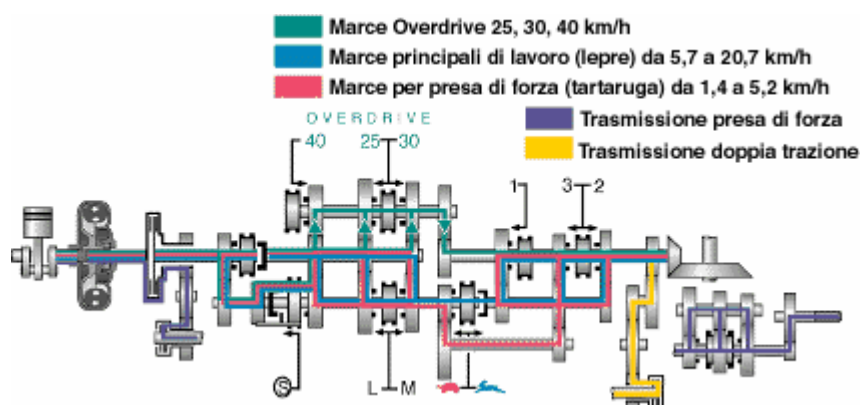 Marce Overdrive 25, 30, 40 km/h
Marce principali di lavoro (lepre) da 5,7 a 20,7 km/h
Marce per presa di forza (tartaruga) da 1,4 a 5,2 km/h
Trasmissione presa di forza
Trasmissione doppia trazione
OVERDRIVE
40 25 30
1 3 2
S L M